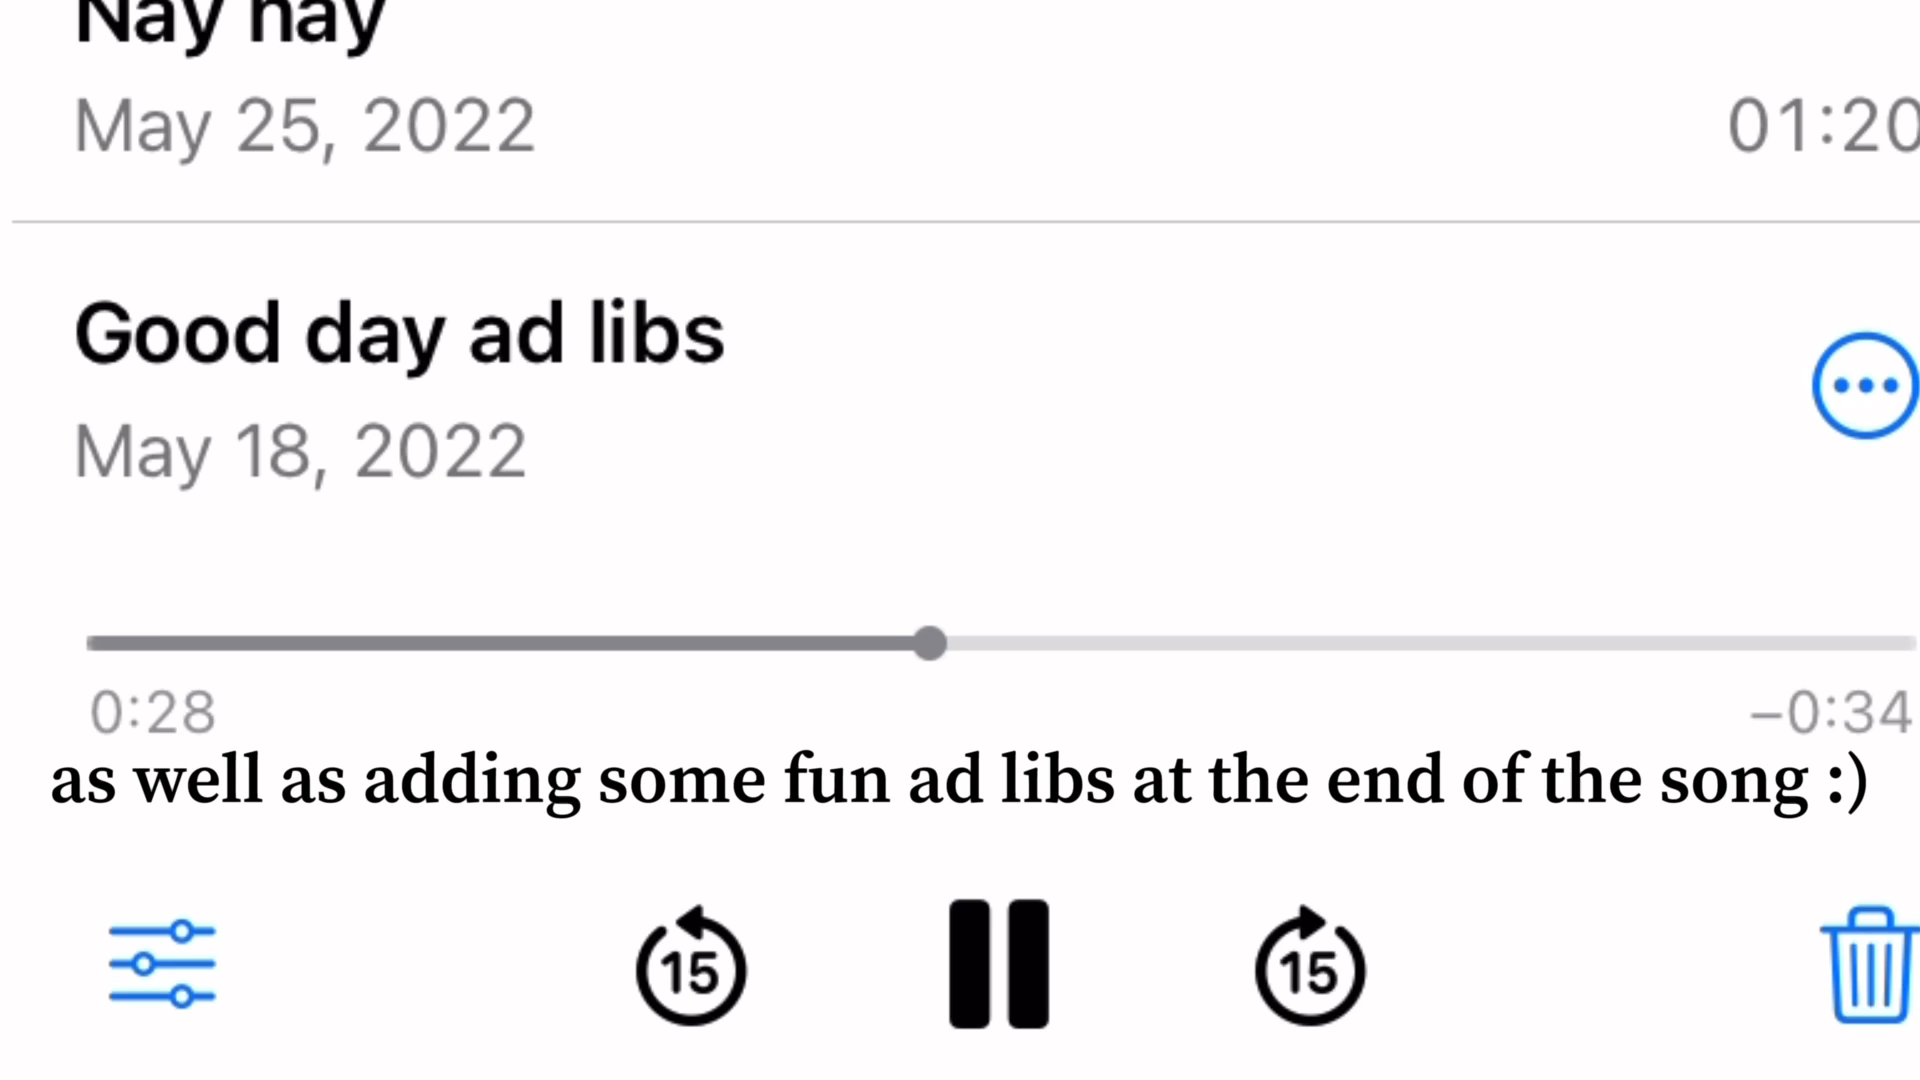 Nay nay
May 25, 2022
01:20
Good day ad libs
May 18, 2022
0:28
–0:34
as well as adding some fun ad libs at the end of the song :)
15
15